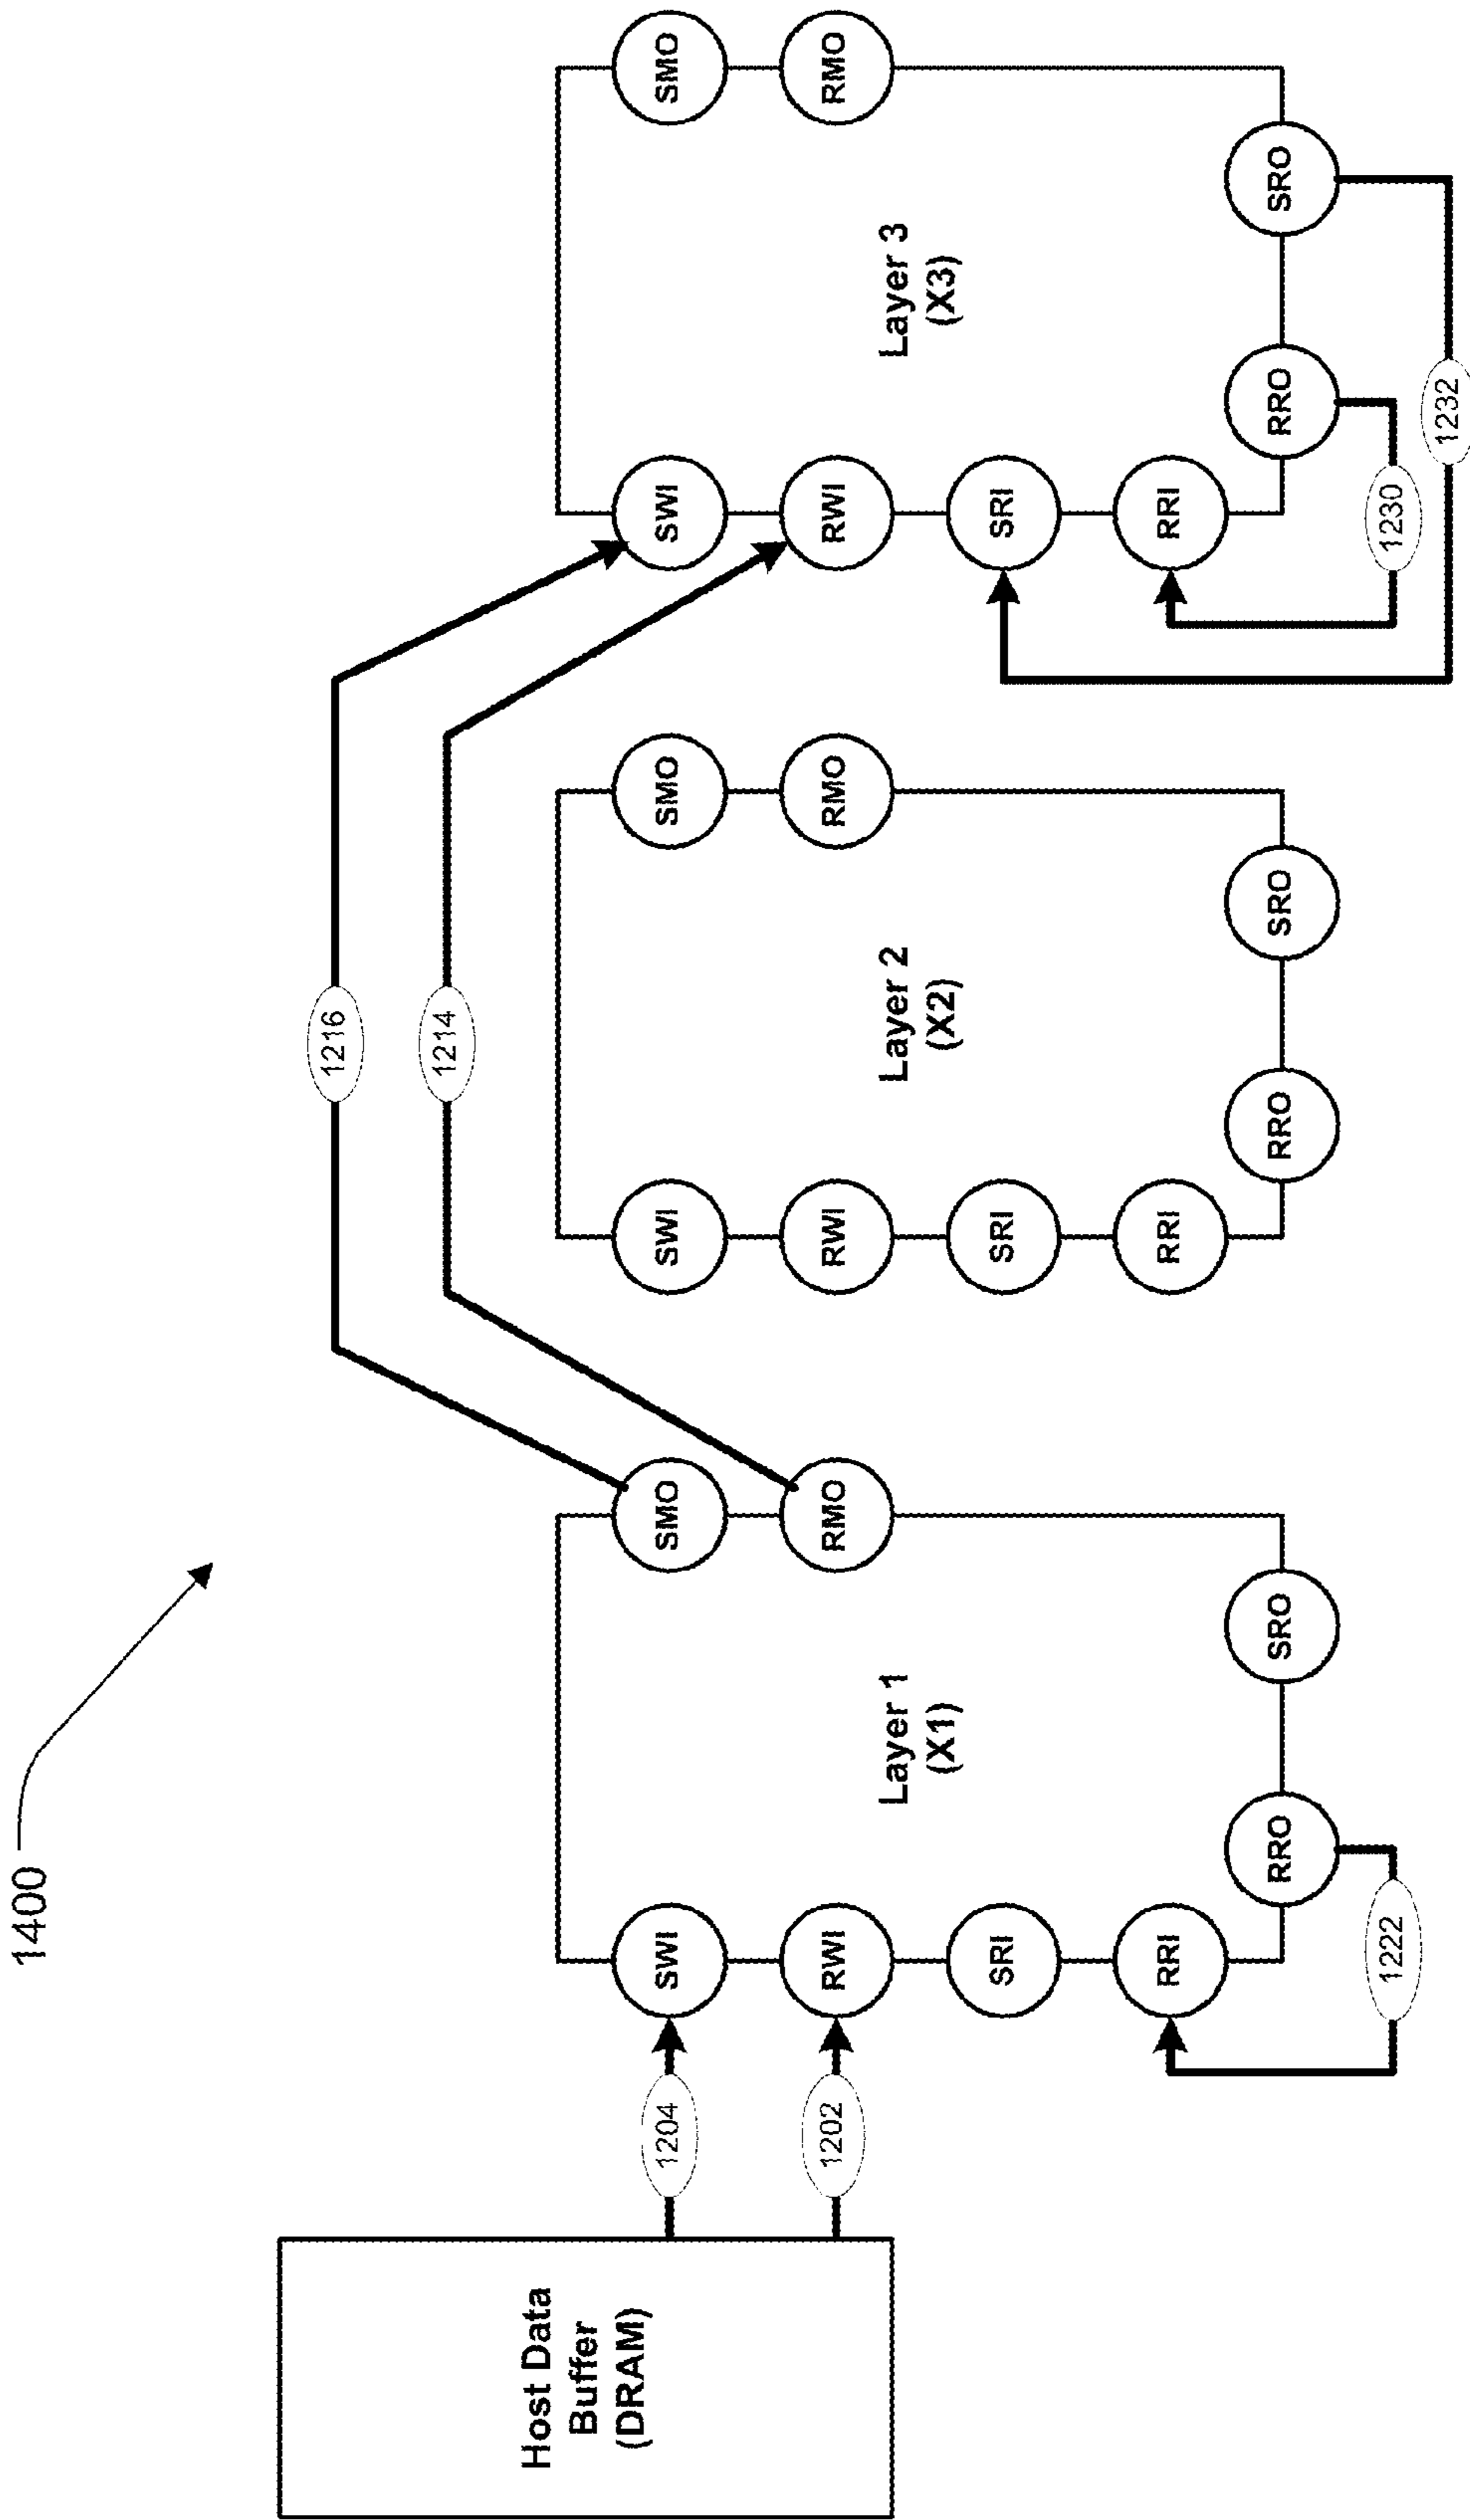 1400
Host Data
Buffer
(DRAM)
1204
1202
SWI
RWI
SRI
RRI
Layer 1
(X1)
SMO
RMO
RRO
SRO
1222
1216
1214
SWI
RWI
SRI
RRI
Layer 2
(X2)
SMO
RMO
RRO
SRO
SWI
RWI
SRI
RRI
Layer 3
(X3)
SMO
RMO
RRO
SRO
1230
1232